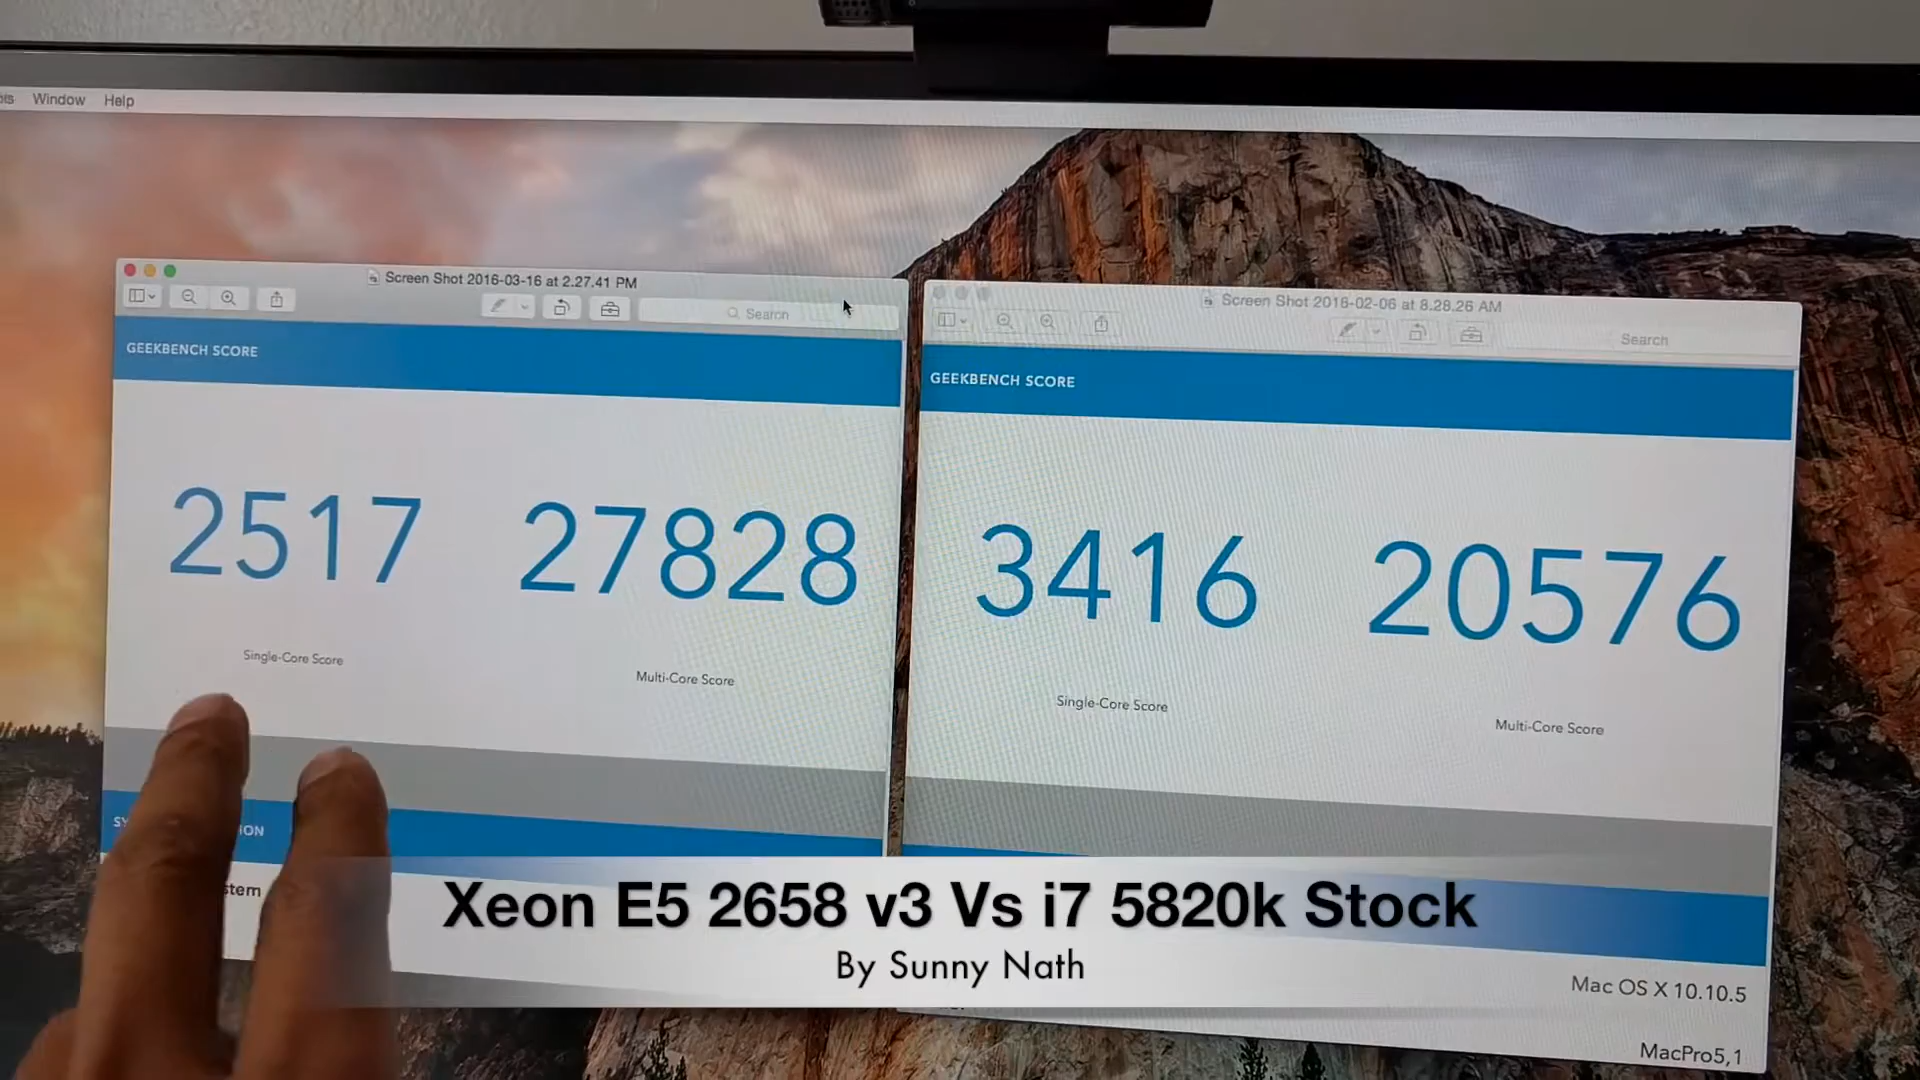 Window Help
Screen Shot 2016-03-16 at 2.27.41 PM
Search
GEEKBENCH SCORE
2517 27828
Single-Core Score
Multi-Core Score
Screen Shot 2016-02-06 at 8.28.26 AM
Search
GEEKBENCH SCORE
3416 20576
Single-Core Score
Multi-Core Score
Xeon E5 2658 v3 Vs i7 5820k Stock
By Sunny Nath
Mac OS X 10.10.5
MacPro5,1